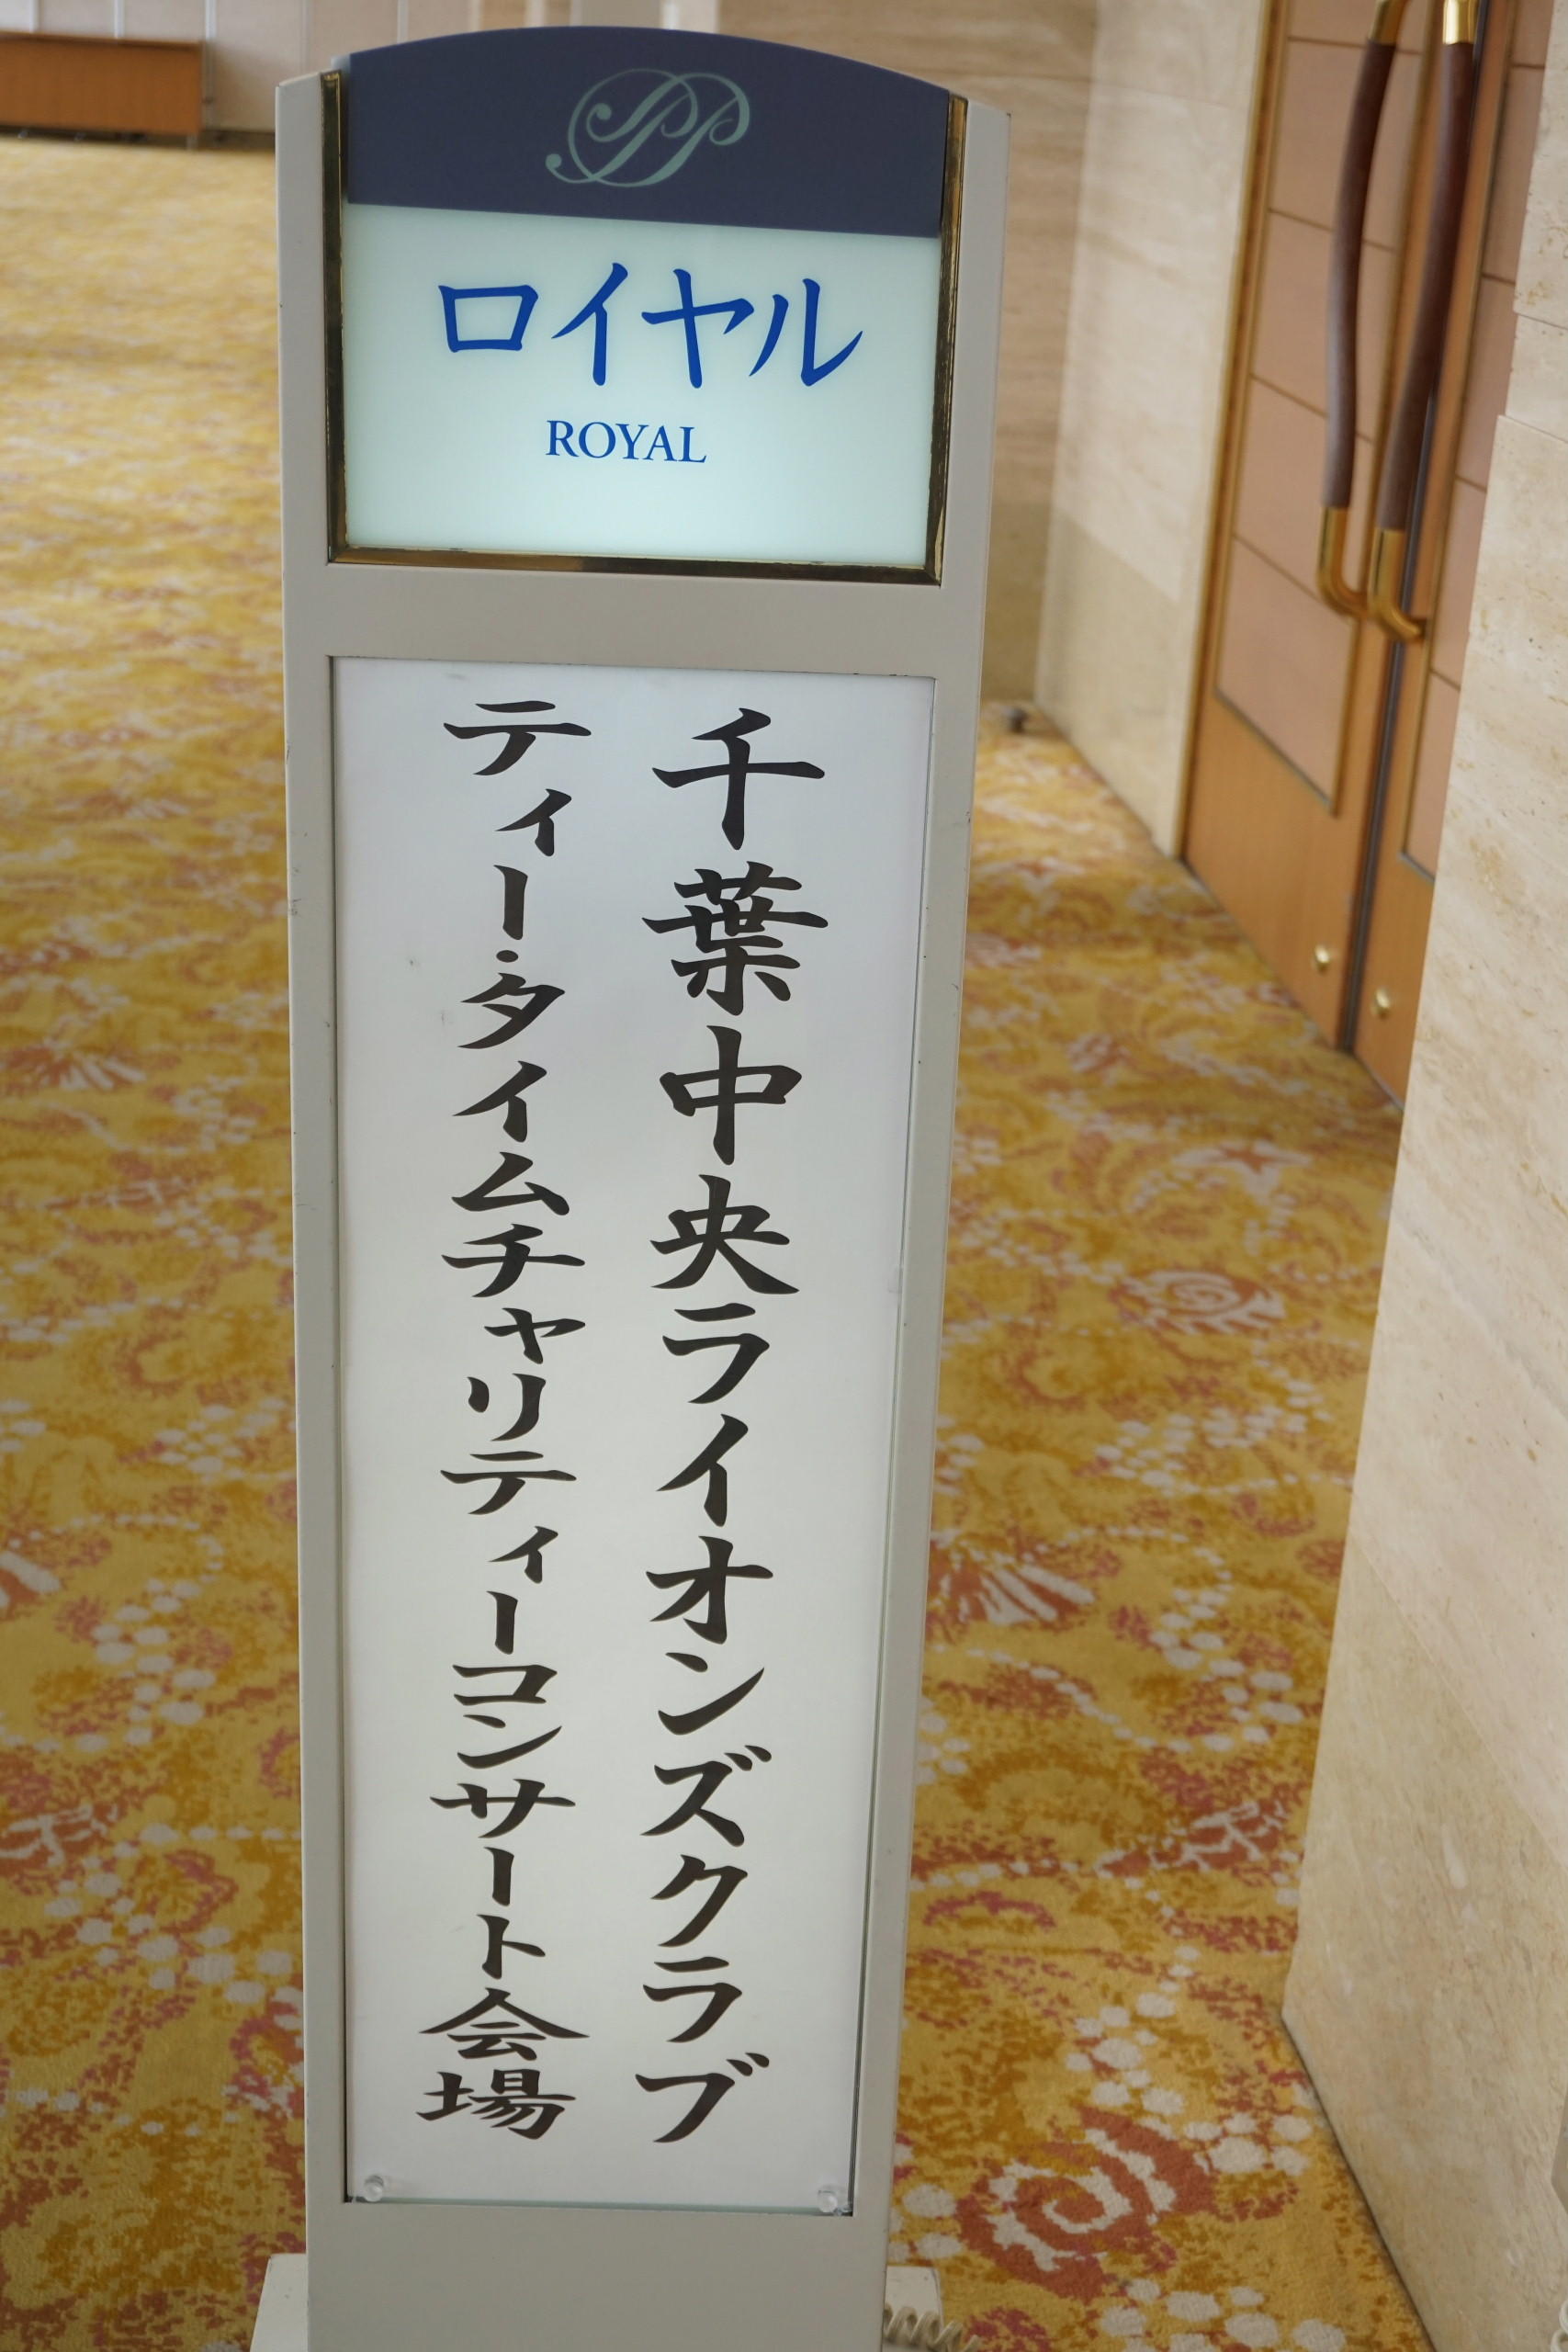 ロイヤル
ROYAL
千葉中央ライオンズクラブ
ティー・タイムチャリティーコンサート会場